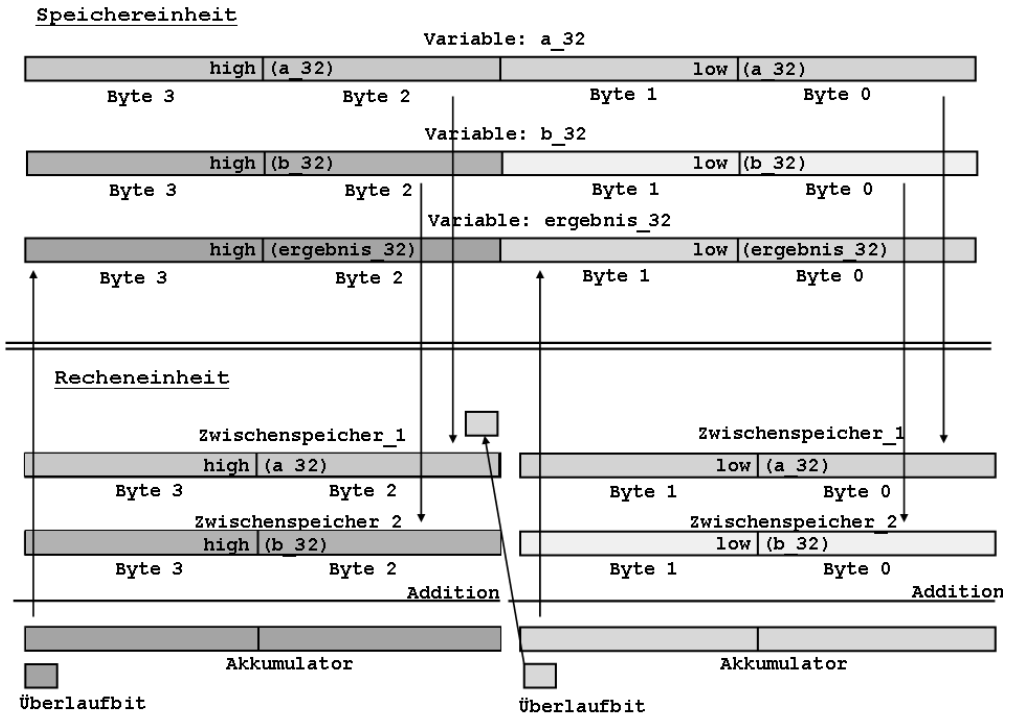 Speichereinheit
Variable: a_32
high (a_32) low (a_32)
Byte 3 Byte 2 Byte 1 Byte 0
Variable: b_32
high (b_32) low (b_32)
Byte 3 Byte 2 Byte 1 Byte 0
Variable: ergebnis_32
high (ergebnis_32) low (ergebnis_32)
Byte 3 Byte 2 Byte 1 Byte 0
Recheneinheit
Zwischenspeicher_1 Zwischenspeicher_1
high (a_32) low (a_32)
Byte 3 Byte 2 Byte 1 Byte 0
Zwischenspeicher_2 Zwischenspeicher_2
high (b_32) low (b_32)
Byte 3 Byte 2 Byte 1 Byte 0
Addition Addition
Akkumulator Akkumulator
Überlaufbit Überlaufbit